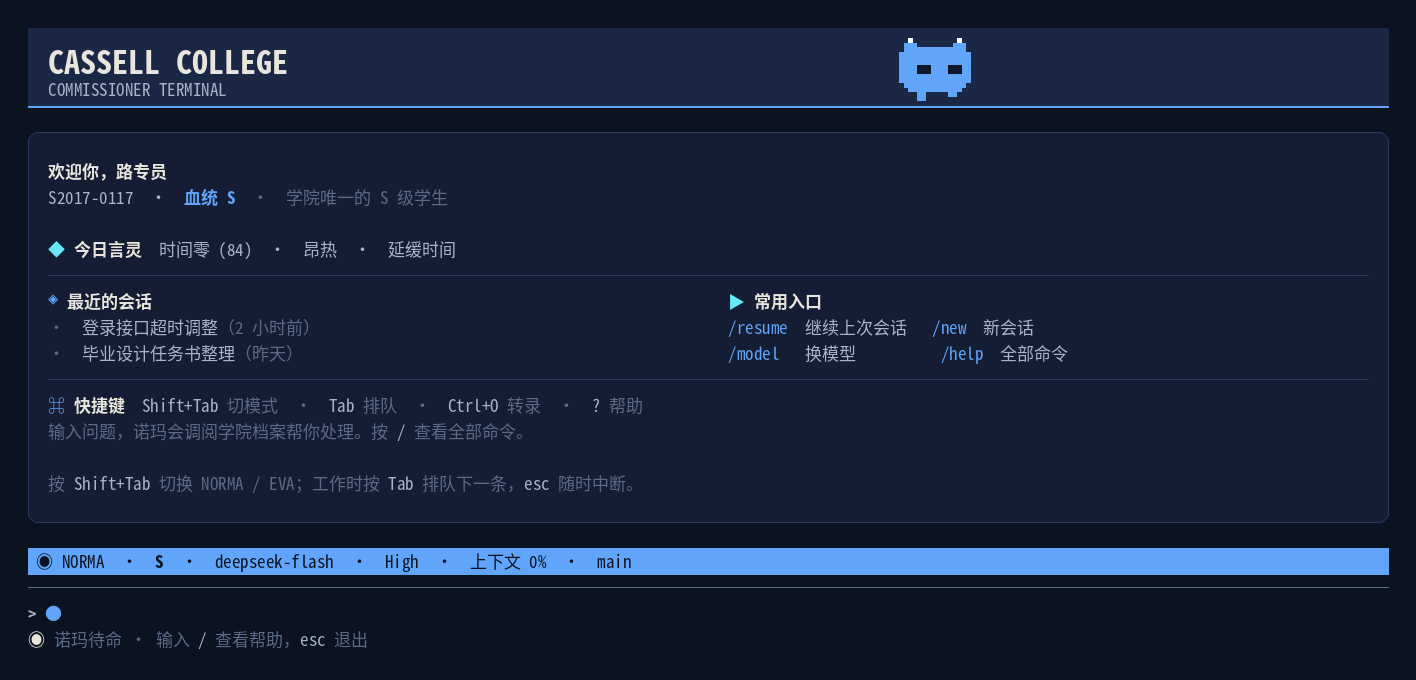 CASSELL COLLEGE
COMMISSIONER TERMINAL
欢迎你，路专员
S2017-0117 · 血统 S · 学院唯一的 S 级学生
◆ 今日言灵 时间零 (84) · 昂热 · 延缓时间
◈ 最近的会话
· 登录接口超时调整（2 小时前）
· 毕业设计任务书整理（昨天）
▶ 常用入口
/resume 继续上次会话 /new 新会话
/model 换模型 /help 全部命令
⌘ 快捷键 Shift+Tab 切模式 · Tab 排队 · Ctrl+O 转录 · ? 帮助
输入问题，诺玛会调阅学院档案帮你处理。按 / 查看全部命令。
按 Shift+Tab 切换 NORMA / EVA；工作时按 Tab 排队下一条，esc 随时中断。
◉ NORMA · S · deepseek-flash · High · 上下文 0% · main
> ●
◉ 诺玛待命 · 输入 / 查看帮助，esc 退出